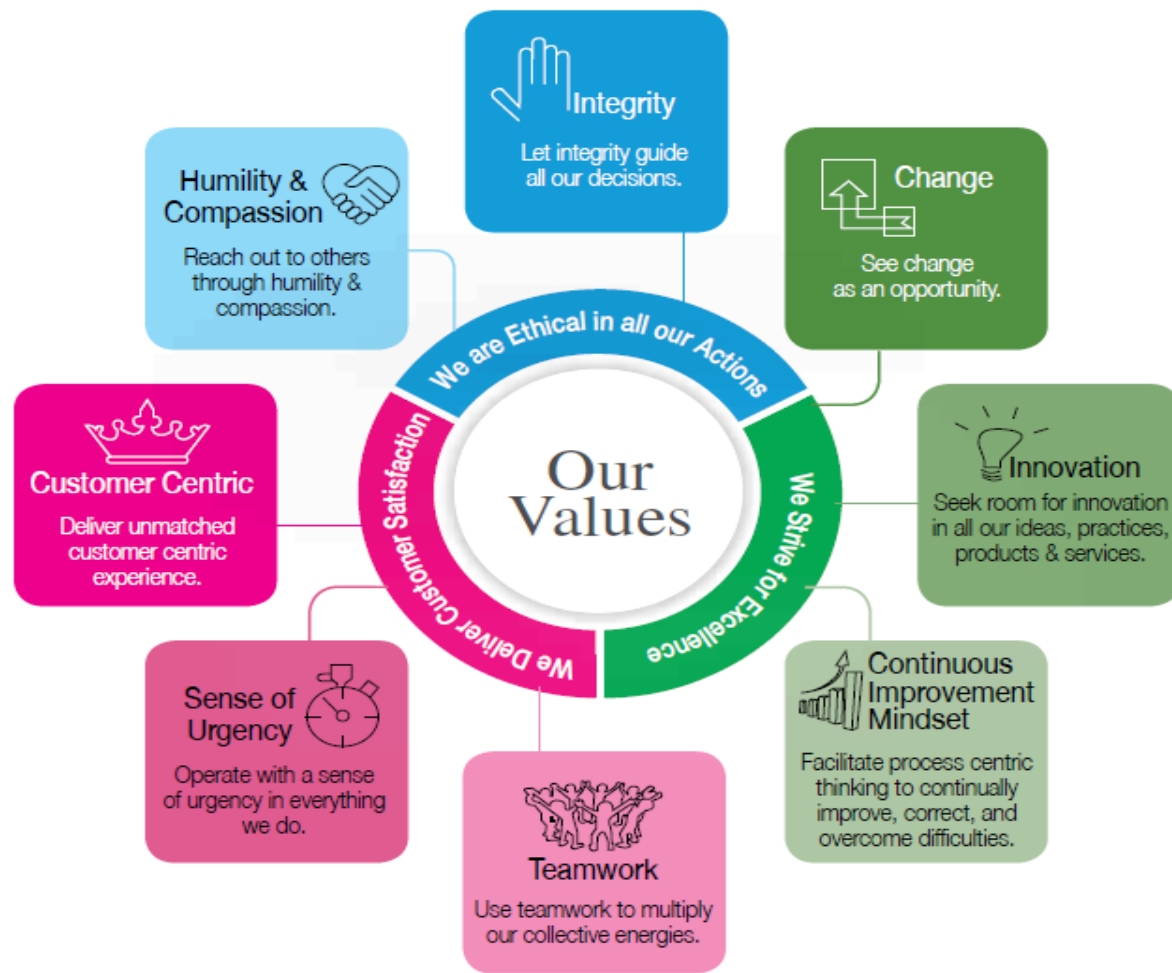 Integrity
Let integrity guide
all our decisions.
Humility &
Compassion
Reach out to others
through humility &
compassion.
Change
See change
as an opportunity.
We are Ethical in all our Actions
Our
Values
We Deliver Customer Satisfaction
We Strive for Excellence
Customer Centric
Deliver unmatched
customer centric
experience.
Innovation
Seek room for innovation
in all our ideas, practices,
products & services.
Sense of
Urgency
Operate with a sense
of urgency in everything
we do.
Continuous
Improvement
Mindset
Facilitate process centric
thinking to continually
improve, correct, and
overcome difficulties.
Teamwork
Use teamwork to multiply
our collective energies.